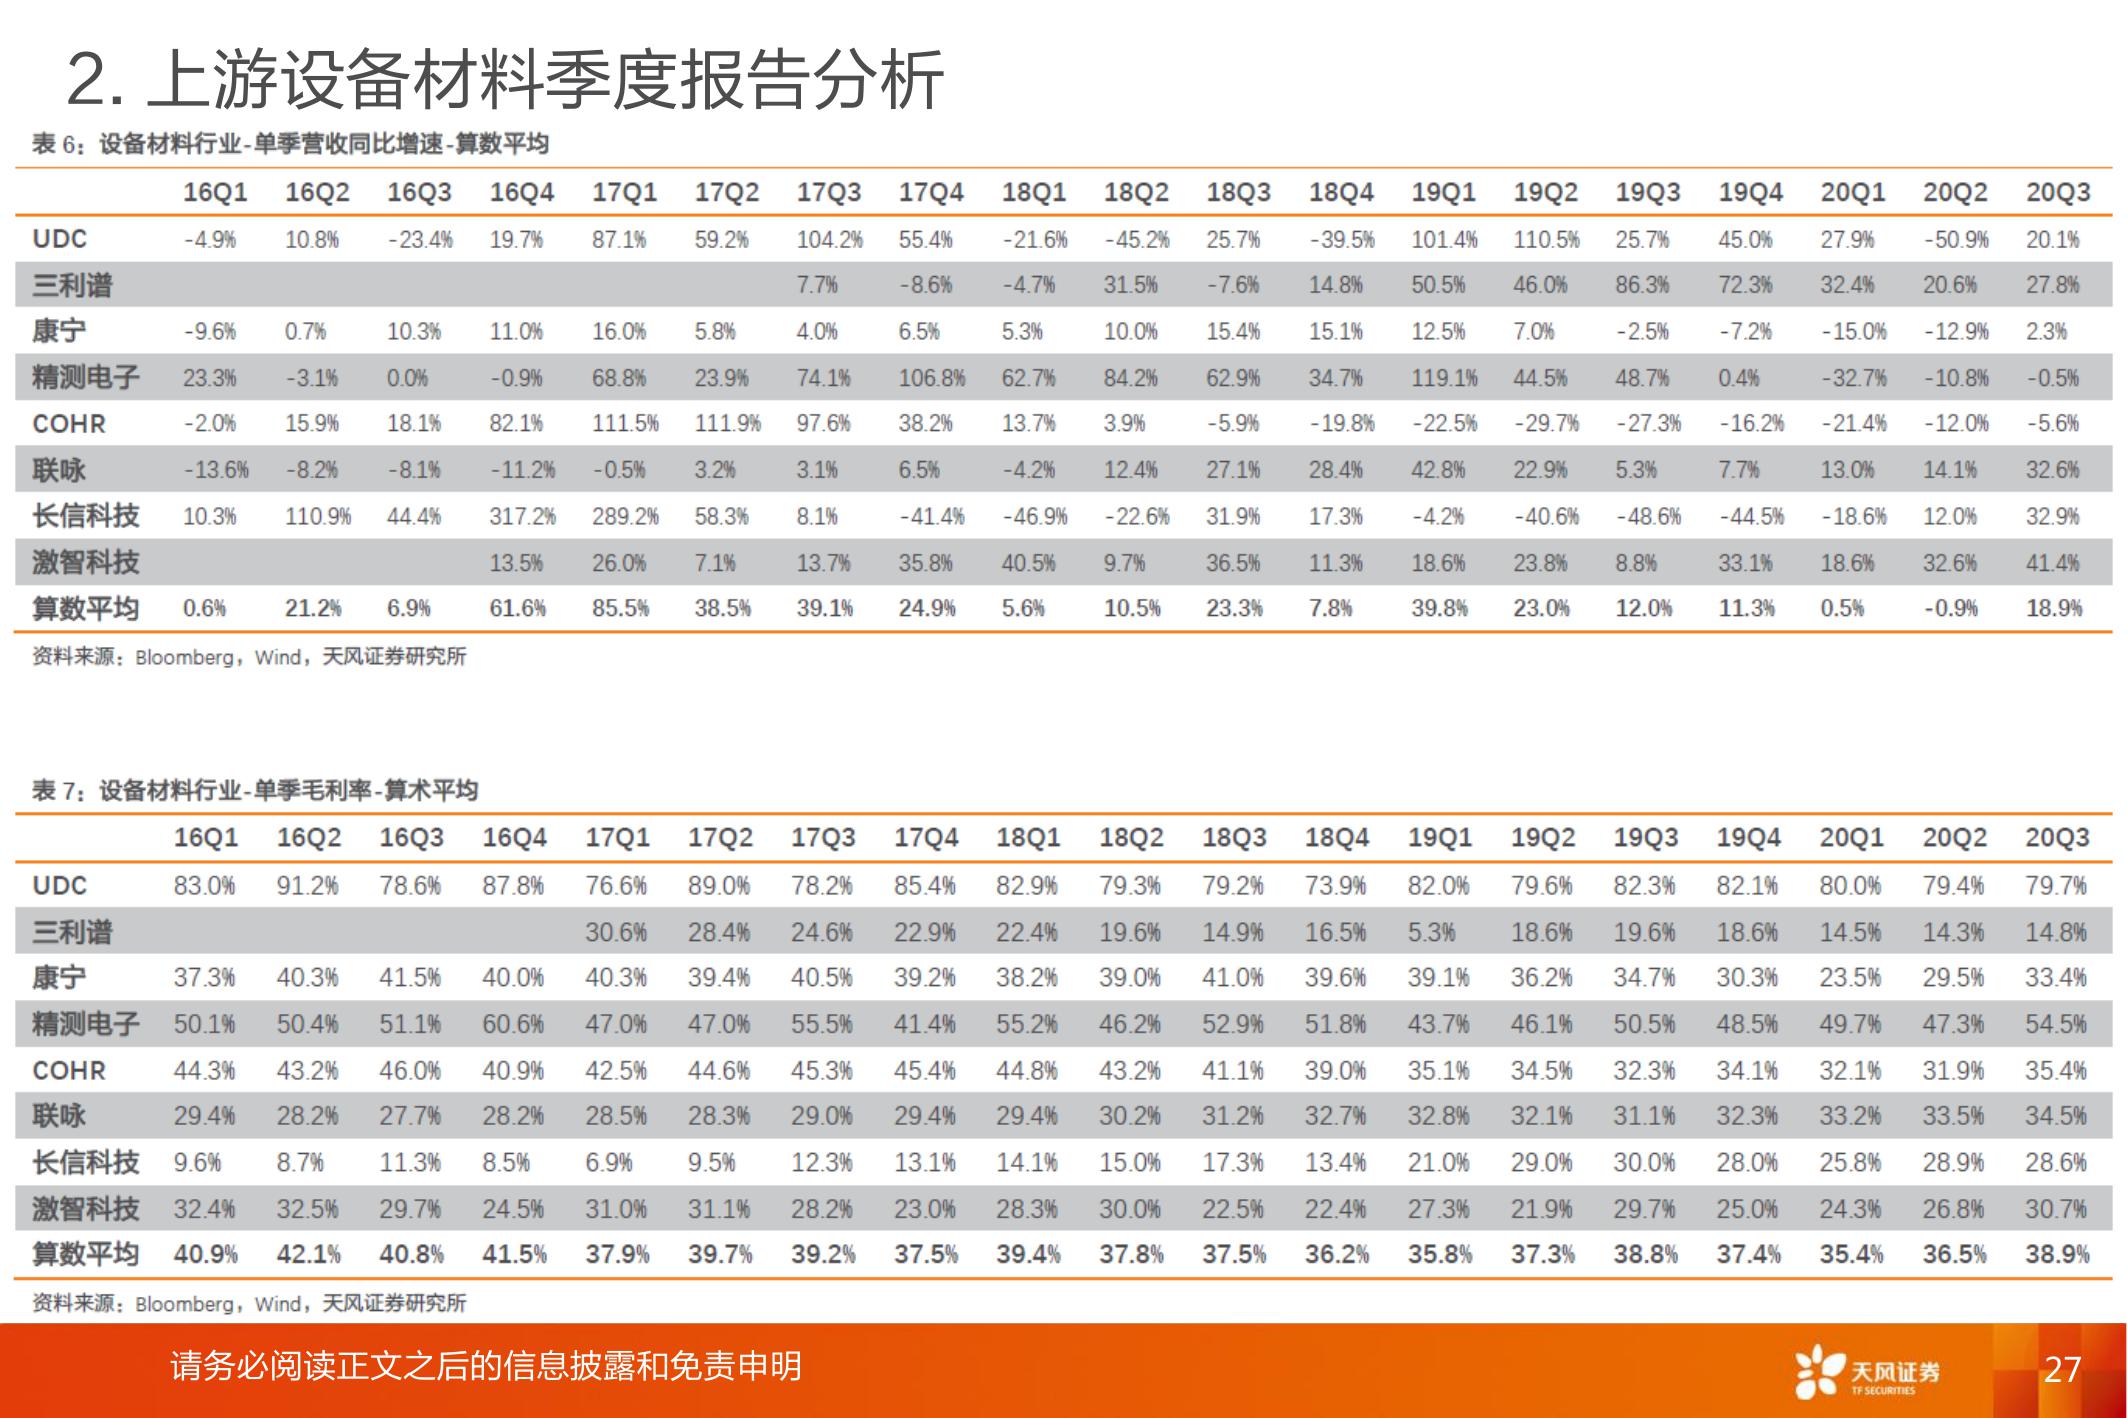 2. 上游设备材料季度报告分析
表 6：设备材料行业-单季营收同比增速-算数平均
16Q1 16Q2 16Q3 16Q4 17Q1 17Q2 17Q3 17Q4 18Q1 18Q2 18Q3 18Q4 19Q1 19Q2 19Q3 19Q4 20Q1 20Q2 20Q3
UDC -4.9% 10.8% -23.4% 19.7% 87.1% 59.2% 104.2% 55.4% -21.6% -45.2% 25.7% -39.5% 101.4% 110.5% 25.7% 45.0% 27.9% -50.9% 20.1%
三利谱 7.7% -8.6% -4.7% 31.5% -7.6% 14.8% 50.5% 46.0% 86.3% 72.3% 32.4% 20.6% 27.8%
康宁 -9.6% 0.7% 10.3% 11.0% 16.0% 5.8% 4.0% 6.5% 5.3% 10.0% 15.4% 15.1% 12.5% 7.0% -2.5% -7.2% -15.0% -12.9% 2.3%
精测电子 23.3% -3.1% 0.0% -0.9% 68.8% 23.9% 74.1% 106.8% 62.7% 84.2% 62.9% 34.7% 119.1% 44.5% 48.7% 0.4% -32.7% -10.8% -0.5%
COHR -2.0% 15.9% 18.1% 82.1% 111.5% 111.9% 97.6% 38.2% 13.7% 3.9% -5.9% -19.8% -22.5% -29.7% -27.3% -16.2% -21.4% -12.0% -5.6%
联咏 -13.6% -8.2% -8.1% -11.2% -0.5% 3.2% 3.1% 6.5% -4.2% 12.4% 27.1% 28.4% 42.8% 22.9% 5.3% 7.7% 13.0% 14.1% 32.6%
长信科技 10.3% 110.9% 44.4% 317.2% 289.2% 58.3% 8.1% -41.4% -46.9% -22.6% 31.9% 17.3% -4.2% -40.6% -48.6% -44.5% -18.6% 12.0% 32.9%
激智科技 13.5% 26.0% 7.1% 13.7% 35.8% 40.5% 9.7% 36.5% 11.3% 18.6% 23.8% 8.8% 33.1% 18.6% 32.6% 41.4%
算数平均 0.6% 21.2% 6.9% 61.6% 85.5% 38.5% 39.1% 24.9% 5.6% 10.5% 23.3% 7.8% 39.8% 23.0% 12.0% 11.3% 0.5% -0.9% 18.9%
资料来源：Bloomberg，Wind，天风证券研究所
表 7：设备材料行业-单季毛利率-算术平均
16Q1 16Q2 16Q3 16Q4 17Q1 17Q2 17Q3 17Q4 18Q1 18Q2 18Q3 18Q4 19Q1 19Q2 19Q3 19Q4 20Q1 20Q2 20Q3
UDC 83.0% 91.2% 78.6% 87.8% 76.6% 89.0% 78.2% 85.4% 82.9% 79.3% 79.2% 73.9% 82.0% 79.6% 82.3% 82.1% 80.0% 79.4% 79.7%
三利谱 30.6% 28.4% 24.6% 22.9% 22.4% 19.6% 14.9% 16.5% 5.3% 18.6% 19.6% 18.6% 14.5% 14.3% 14.8%
康宁 37.3% 40.3% 41.5% 40.0% 40.3% 39.4% 40.5% 39.2% 38.2% 39.0% 41.0% 39.6% 39.1% 36.2% 34.7% 30.3% 23.5% 29.5% 33.4%
精测电子 50.1% 50.4% 51.1% 60.6% 47.0% 47.0% 55.5% 41.4% 55.2% 46.2% 52.9% 51.8% 43.7% 46.1% 50.5% 48.5% 49.7% 47.3% 54.5%
COHR 44.3% 43.2% 46.0% 40.9% 42.5% 44.6% 45.3% 45.4% 44.8% 43.2% 41.1% 39.0% 35.1% 34.5% 32.3% 34.1% 32.1% 31.9% 35.4%
联咏 29.4% 28.2% 27.7% 28.2% 28.5% 28.3% 29.0% 29.4% 29.4% 30.2% 31.2% 32.7% 32.8% 32.1% 31.1% 32.3% 33.2% 33.5% 34.5%
长信科技 9.6% 8.7% 11.3% 8.5% 6.9% 9.5% 12.3% 13.1% 14.1% 15.0% 17.3% 13.4% 21.0% 29.0% 30.0% 28.0% 25.8% 28.9% 28.6%
激智科技 32.4% 32.5% 29.7% 24.5% 31.0% 31.1% 28.2% 23.0% 28.3% 30.0% 22.5% 22.4% 27.3% 21.9% 29.7% 25.0% 24.3% 26.8% 30.7%
算数平均 40.9% 42.1% 40.8% 41.5% 37.9% 39.7% 39.2% 37.5% 39.4% 37.8% 37.5% 36.2% 35.8% 37.3% 38.8% 37.4% 35.4% 36.5% 38.9%
资料来源：Bloomberg，Wind，天风证券研究所
请务必阅读正文之后的信息披露和免责申明
天风证券
TF SECURITIES
27